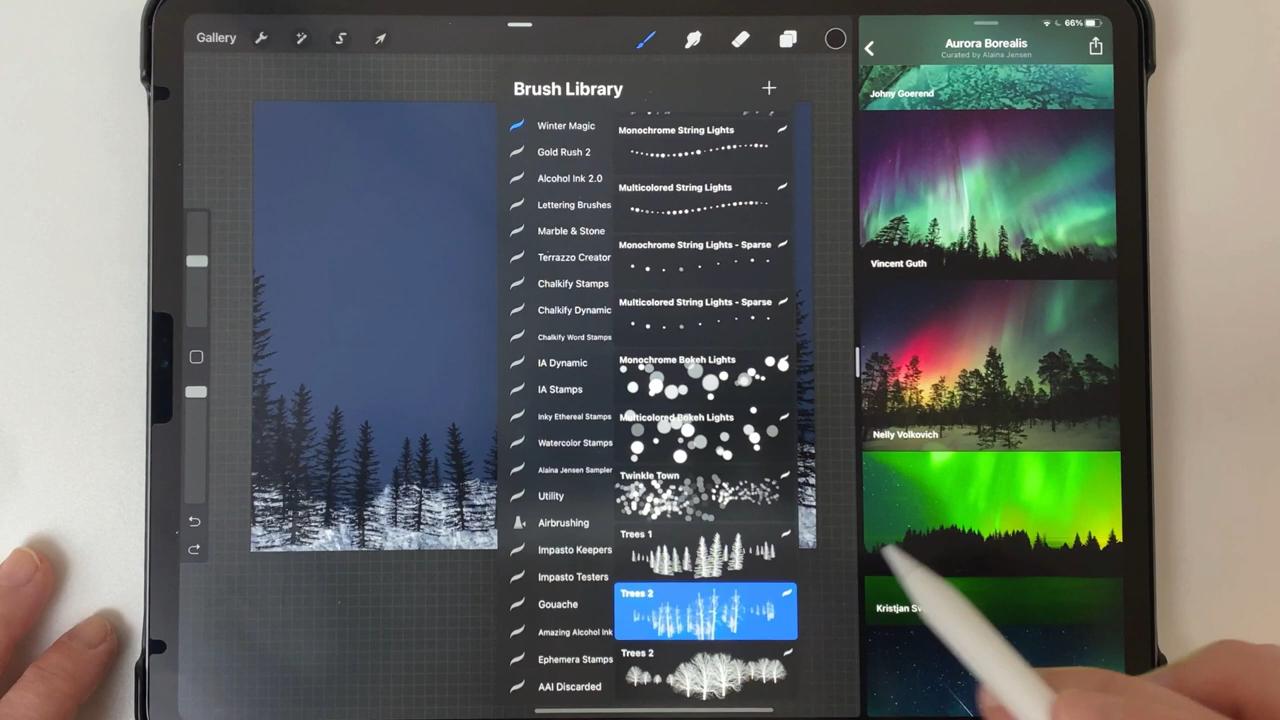 Gallery
Brush Library
Winter Magic
Gold Rush 2
Alcohol Ink 2.0
Lettering Brushes
Marble & Stone
Terrazzo Creator
Chalkify Stamps
Chalkify Dynamic
Chalkify Word Stamps
IA Dynamic
IA Stamps
Inky Ethereal Stamps
Watercolor Stamps
Alaina Jensen Sampler
Utility
Airbrushing
Impasto Keepers
Impasto Testers
Gouache
Amazing Alcohol Ink
Ephemera Stamps
AAI Discarded
Monochrome String Lights
Multicolored String Lights
Monochrome String Lights - Sparse
Multicolored String Lights - Sparse
Monochrome Bokeh Lights
Multicolored Bokeh Lights
Twinkle Town
Trees 1
Trees 2
Trees 2
66%
Aurora Borealis
Curated by Alaina Jensen
Johny Goerend
Vincent Guth
Nelly Volkovich
Kristjan